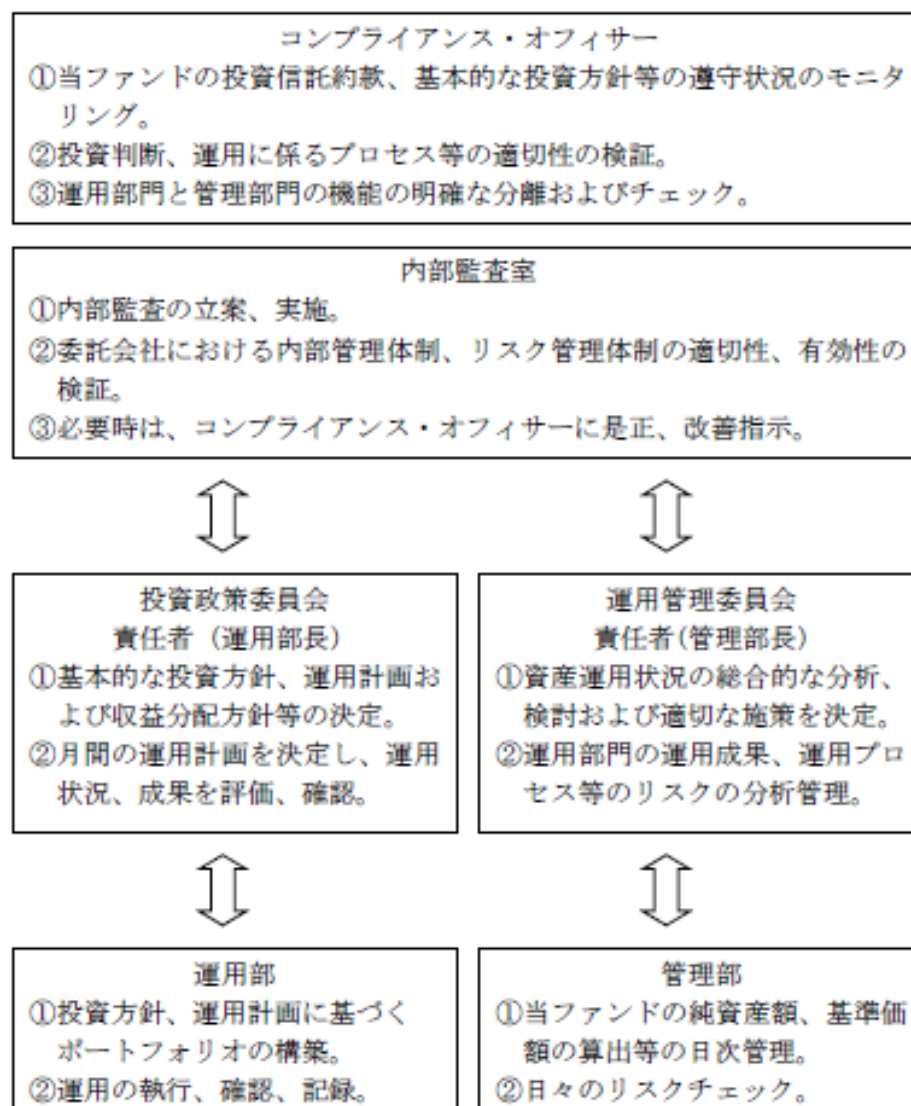 コンプライアンス・オフィサー
①当ファンドの投資信託約款、基本的な投資方針等の遵守状況のモニタ
リング。
②投資判断、運用に係るプロセス等の適切性の検証。
③運用部門と管理部門の機能の明確な分離およびチェック。
内部監査室
①内部監査の立案、実施。
②委託会社における内部管理体制、リスク管理体制の適切性、有効性の
検証。
③必要時は、コンプライアンス・オフィサーに是正、改善指示。
投資政策委員会
責任者（運用部長）
①基本的な投資方針、運用計画お
よび収益分配方針等の決定。
②月間の運用計画を決定し、運用
状況、成果を評価、確認。
運用管理委員会
責任者(管理部長)
①資産運用状況の総合的な分析、
検討および適切な施策を決定。
②運用部門の運用成果、運用プロ
セス等のリスクの分析管理。
運用部
①投資方針、運用計画に基づく
ポートフォリオの構築。
②運用の執行、確認、記録。
管理部
①当ファンドの純資産額、基準価
額の算出等の日次管理。
②日々のリスクチェック。